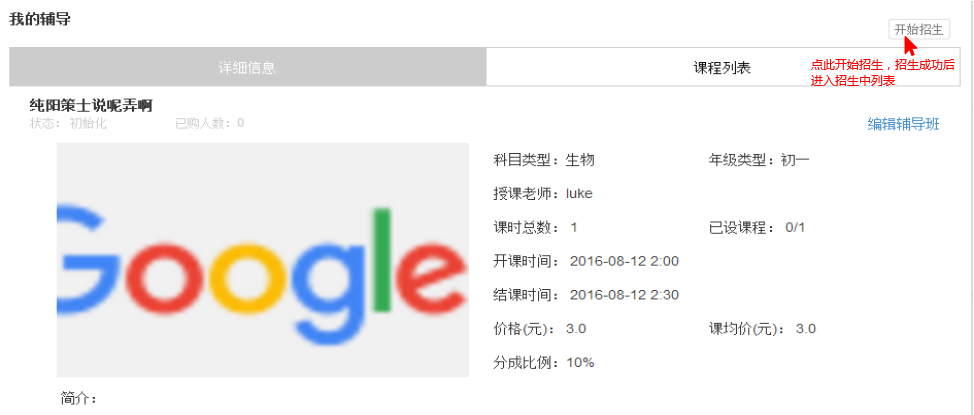 我的辅导
开始招生
详细信息
课程列表
点此开始招生，招生成功后
进入招生中列表
纯阳策士说呢弄啊
状态： 初始化 已购人数：0
编辑辅导班
Google
科目类型：生物 年级类型：初一
授课老师：luke
课时总数： 1 已设课程： 0/1
开课时间： 2016-08-12 2:00
结课时间： 2016-08-12 2:30
价格(元)： 3.0 课均价(元)： 3.0
分成比例：10%
简介：